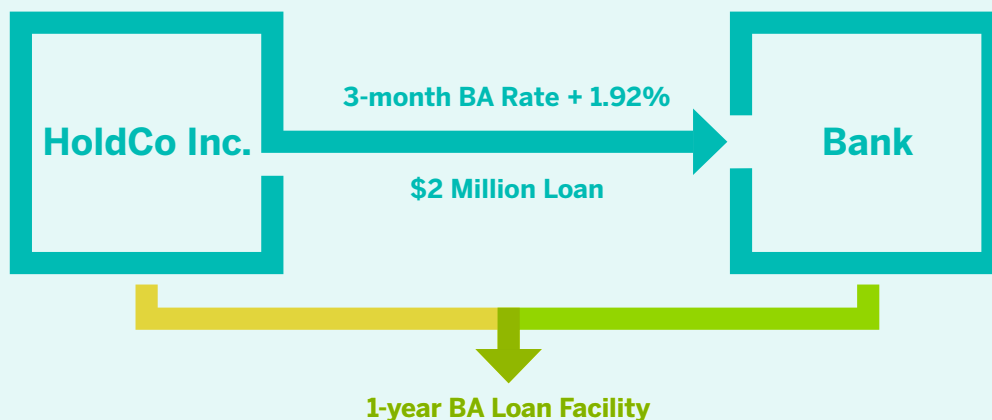 3-month BA Rate + 1.92%
HoldCo Inc.
Bank
$2 Million Loan
1-year BA Loan Facility